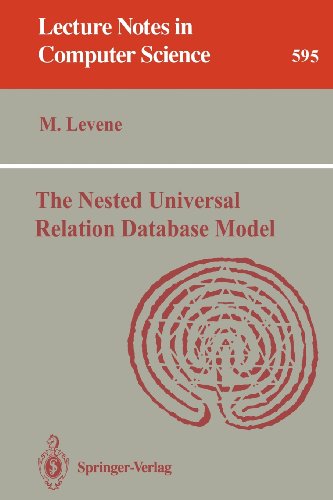 Lecture Notes in
Computer Science
595
M. Levene
The Nested Universal
Relation Database Model
Springer-Verlag